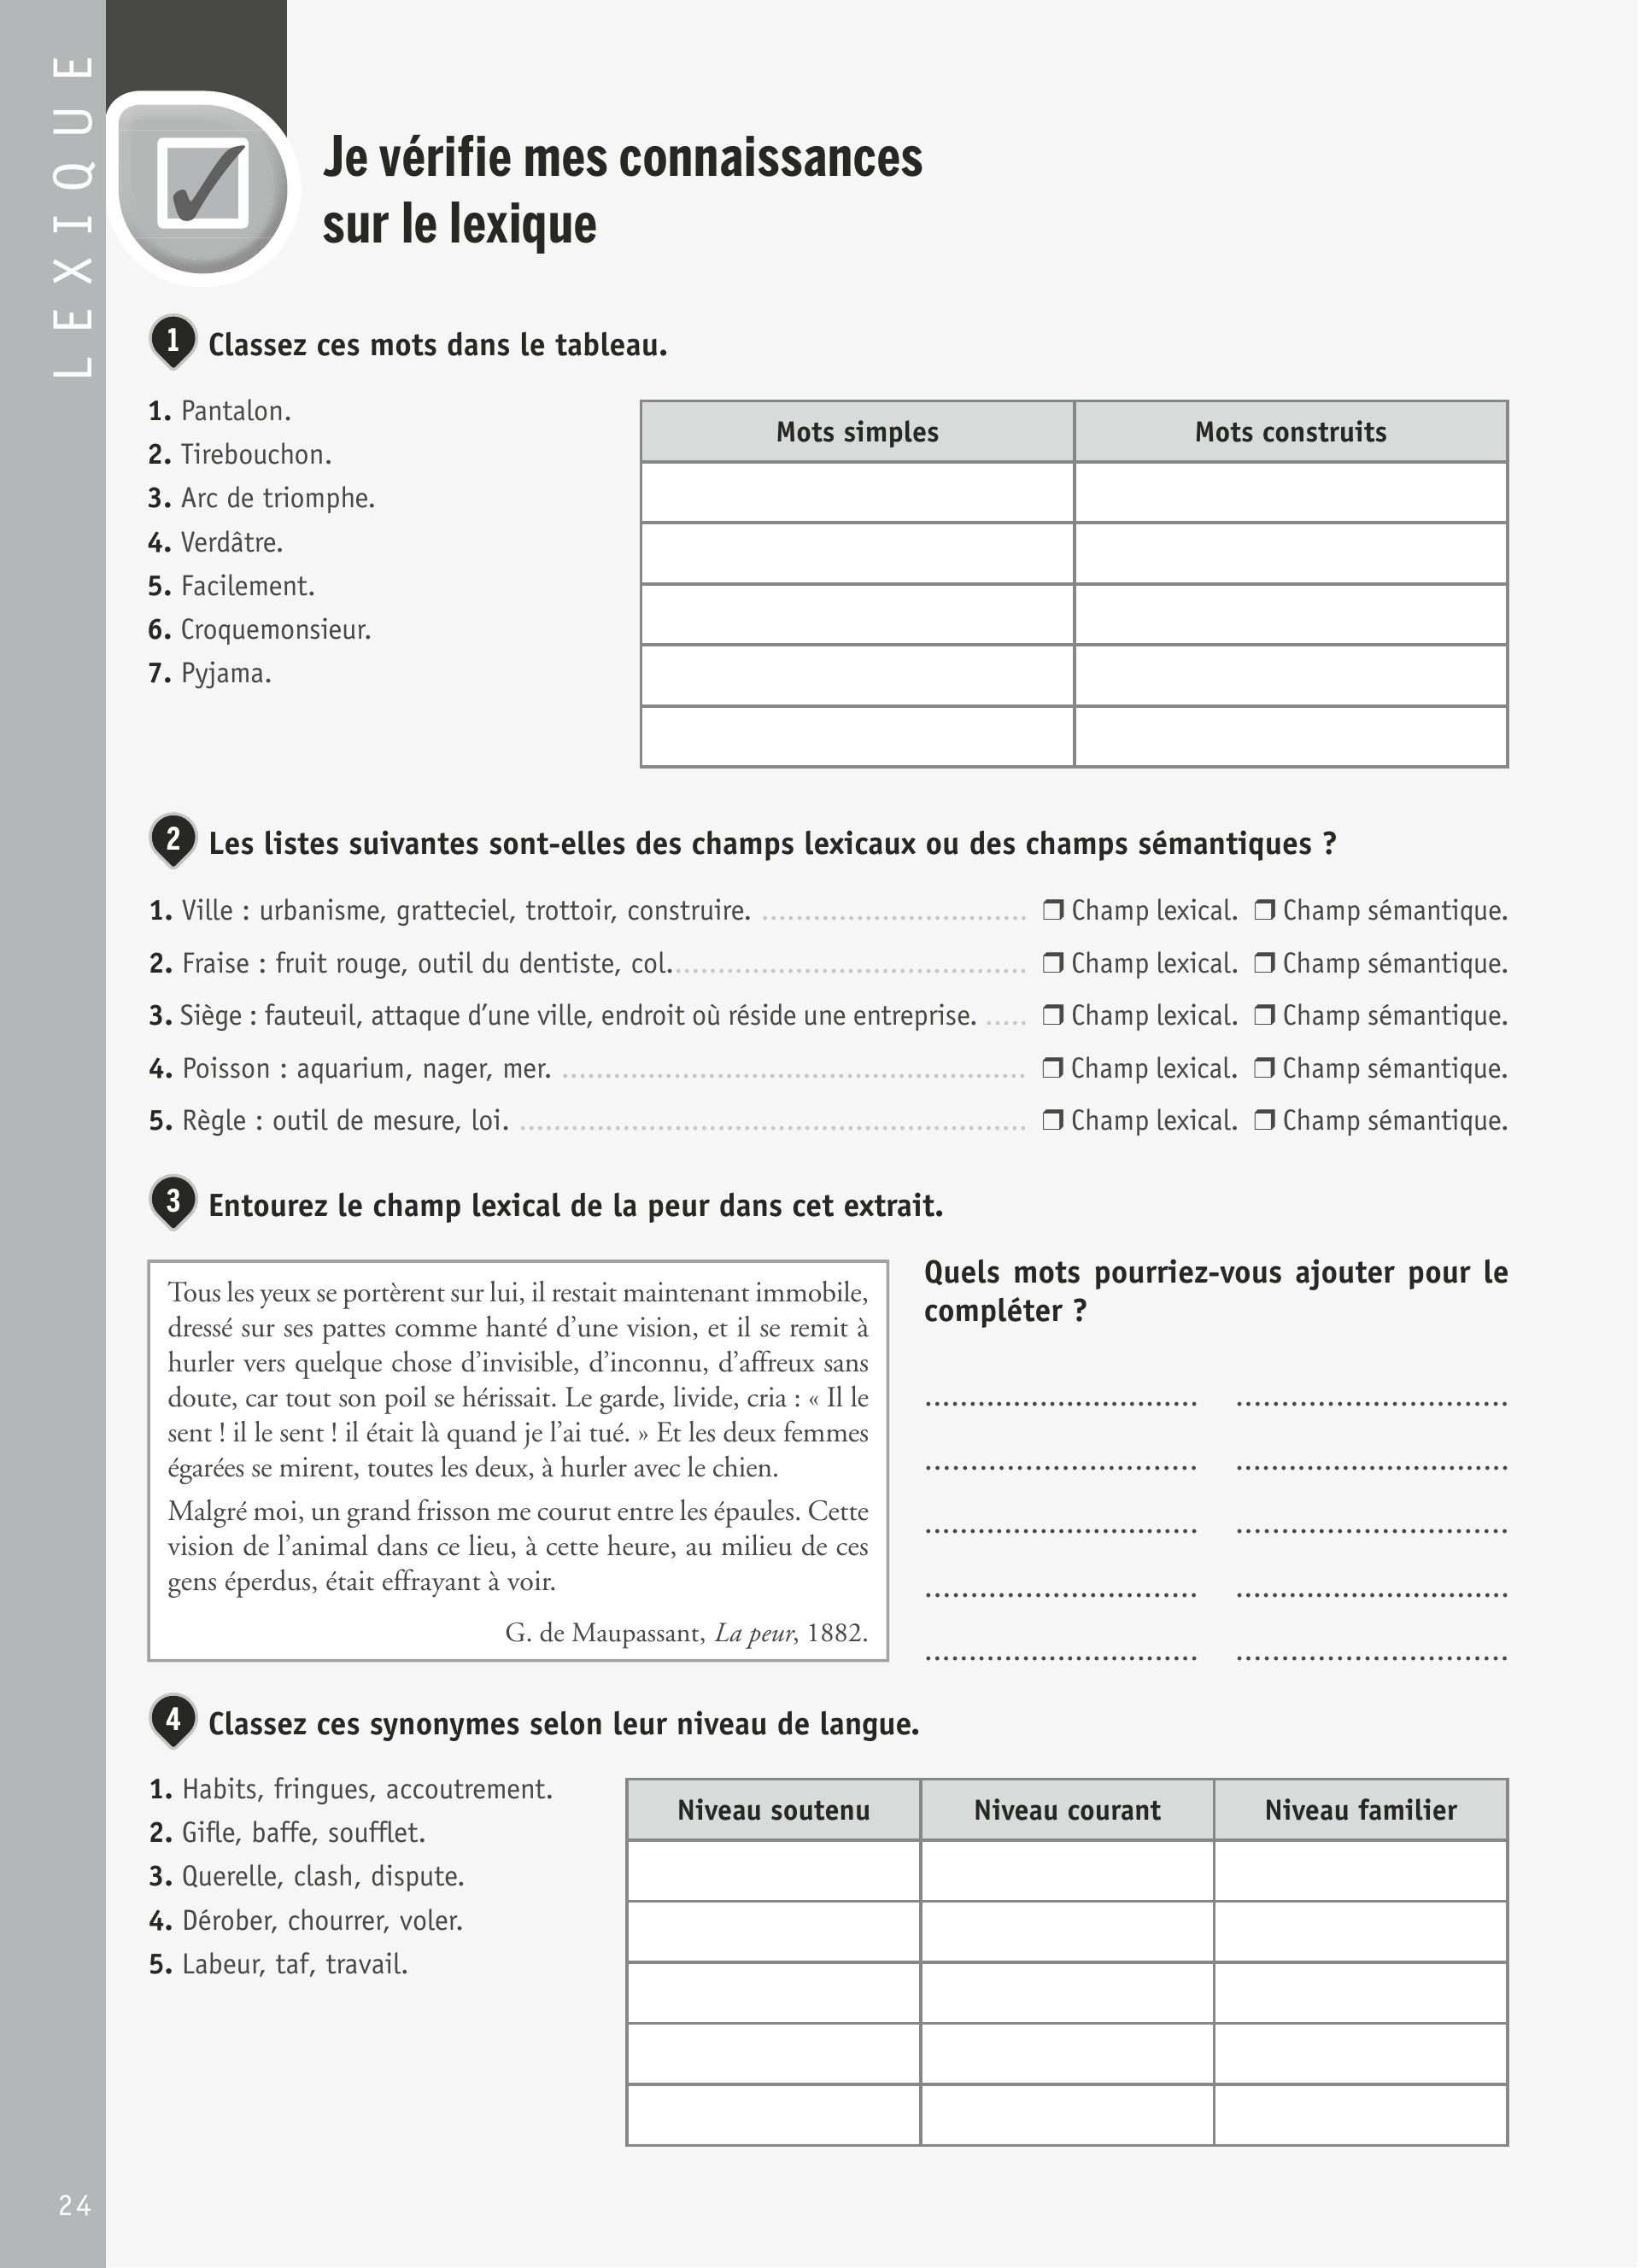 LEXIQUE
Je vérifie mes connaissances
sur le lexique
1 Classez ces mots dans le tableau.
1. Pantalon.
2. Tirebouchon.
3. Arc de triomphe.
4. Verdâtre.
5. Facilement.
6. Croquemonsieur.
7. Pyjama.
Mots simples Mots construits
2 Les listes suivantes sont-elles des champs lexicaux ou des champs sémantiques ?
1. Ville : urbanisme, gratteciel, trottoir, construire. ............................... ❒ Champ lexical. ❒ Champ sémantique.
2. Fraise : fruit rouge, outil du dentiste, col.......................................... ❒ Champ lexical. ❒ Champ sémantique.
3. Siège : fauteuil, attaque d’une ville, endroit où réside une entreprise. ..... ❒ Champ lexical. ❒ Champ sémantique.
4. Poisson : aquarium, nager, mer. ...................................................... ❒ Champ lexical. ❒ Champ sémantique.
5. Règle : outil de mesure, loi. ........................................................... ❒ Champ lexical. ❒ Champ sémantique.
3 Entourez le champ lexical de la peur dans cet extrait.
Tous les yeux se portèrent sur lui, il restait maintenant immobile,
dressé sur ses pattes comme hanté d’une vision, et il se remit à
hurler vers quelque chose d’invisible, d’inconnu, d’affreux sans
doute, car tout son poil se hérissait. Le garde, livide, cria : « Il le
sent ! il le sent ! il était là quand je l’ai tué. » Et les deux femmes
égarées se mirent, toutes les deux, à hurler avec le chien.
Malgré moi, un grand frisson me courut entre les épaules. Cette
vision de l’animal dans ce lieu, à cette heure, au milieu de ces
gens éperdus, était effrayant à voir.
G. de Maupassant, La peur, 1882.
Quels mots pourriez-vous ajouter pour le
compléter ?
.............................. ..............................
.............................. ..............................
.............................. ..............................
.............................. ..............................
.............................. ..............................
4 Classez ces synonymes selon leur niveau de langue.
1. Habits, fringues, accoutrement.
2. Gifle, baffe, soufflet.
3. Querelle, clash, dispute.
4. Dérober, chourrer, voler.
5. Labeur, taf, travail.
Niveau soutenu Niveau courant Niveau familier
24